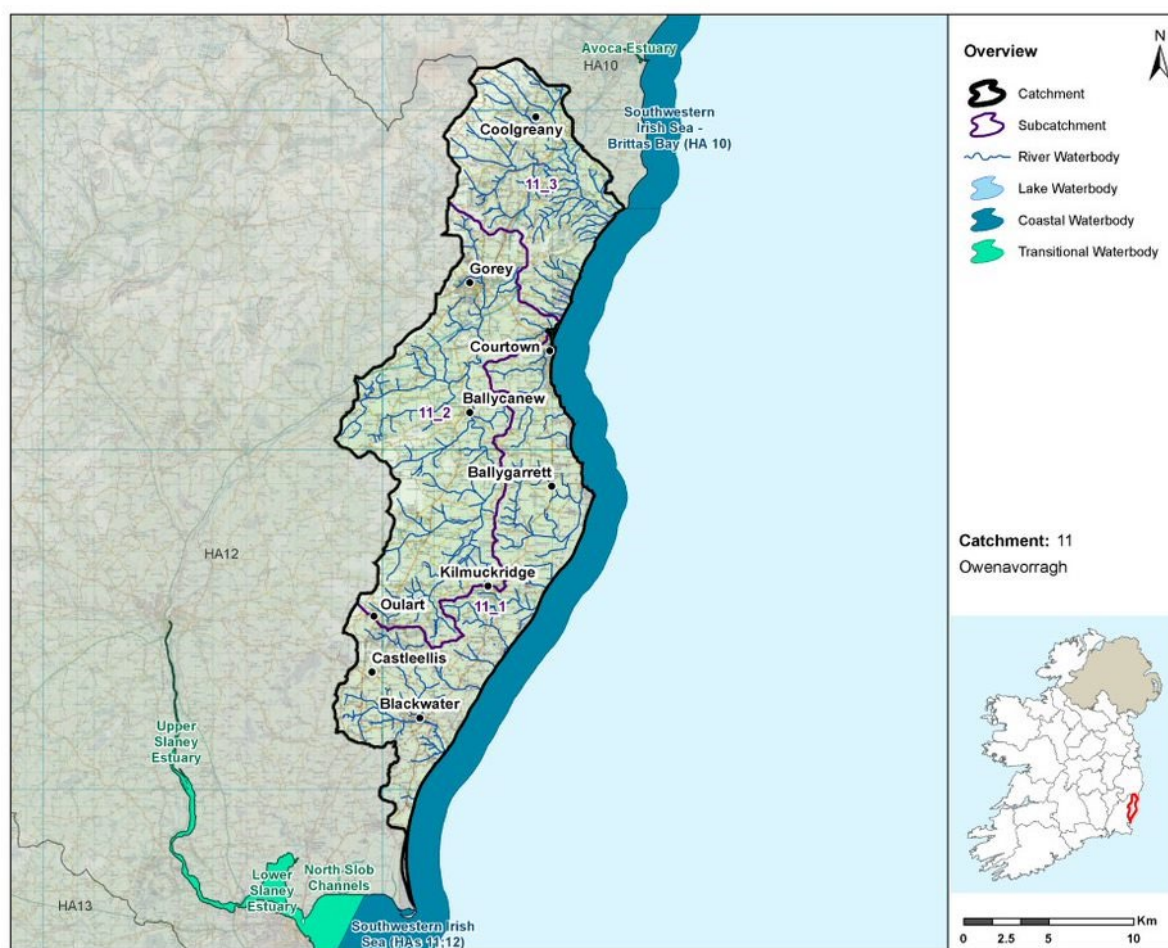 Avoca Estuary
HA10
Southwestern
Irish Sea -
Brittas Bay (HA 10)
Coolgreany
11_3
Gorey
Courtown
Ballycanew
11_2
Ballygarrett
HA12
Kilmuckridge
11_1
Oulart
Castleellis
Blackwater
Upper
Slaney
Estuary
Lower
Slaney
Estuary
North Slob
Channels
HA13
Southwestern Irish
Sea (HAs 11;12)
Overview
N
Catchment
Subcatchment
River Waterbody
Lake Waterbody
Coastal Waterbody
Transitional Waterbody
Catchment: 11
Owenavorragh
Km
0 2.5 5 10